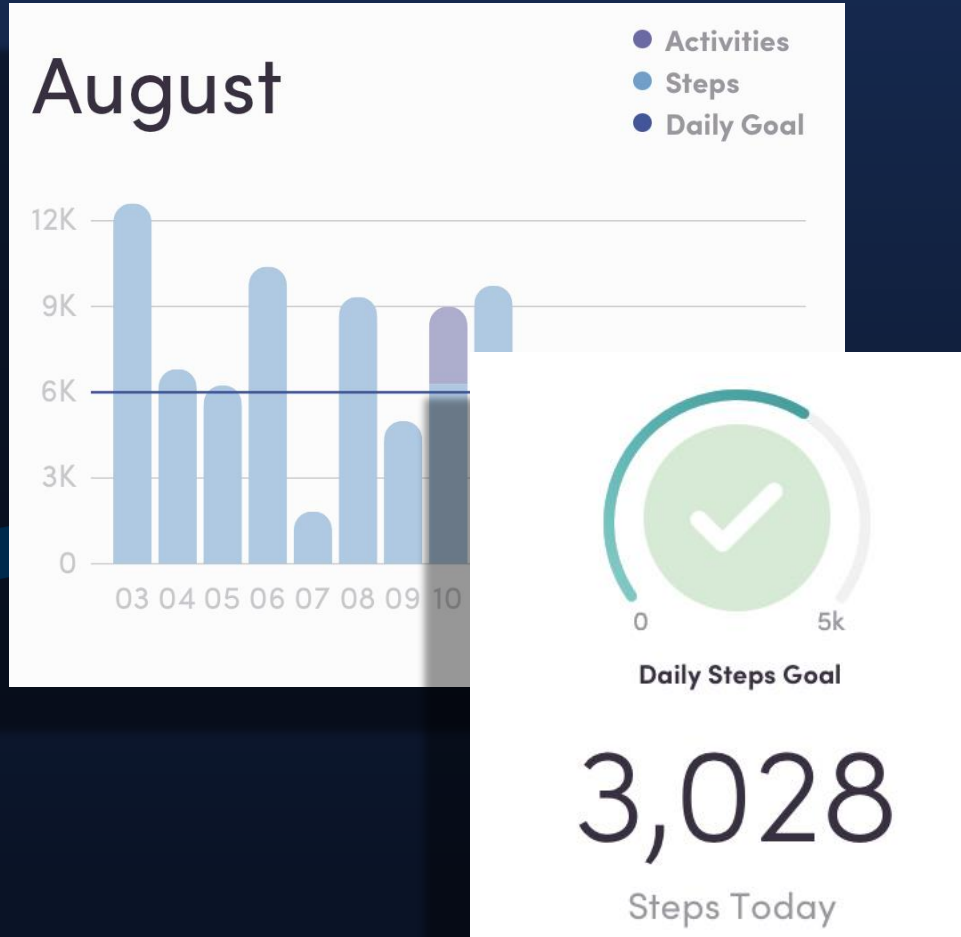 August
Activities
Steps
Daily Goal
12K
9K
6K
3K
0
03 04 05 06 07 08 09 10
0 5k
Daily Steps Goal
3,028
Steps Today